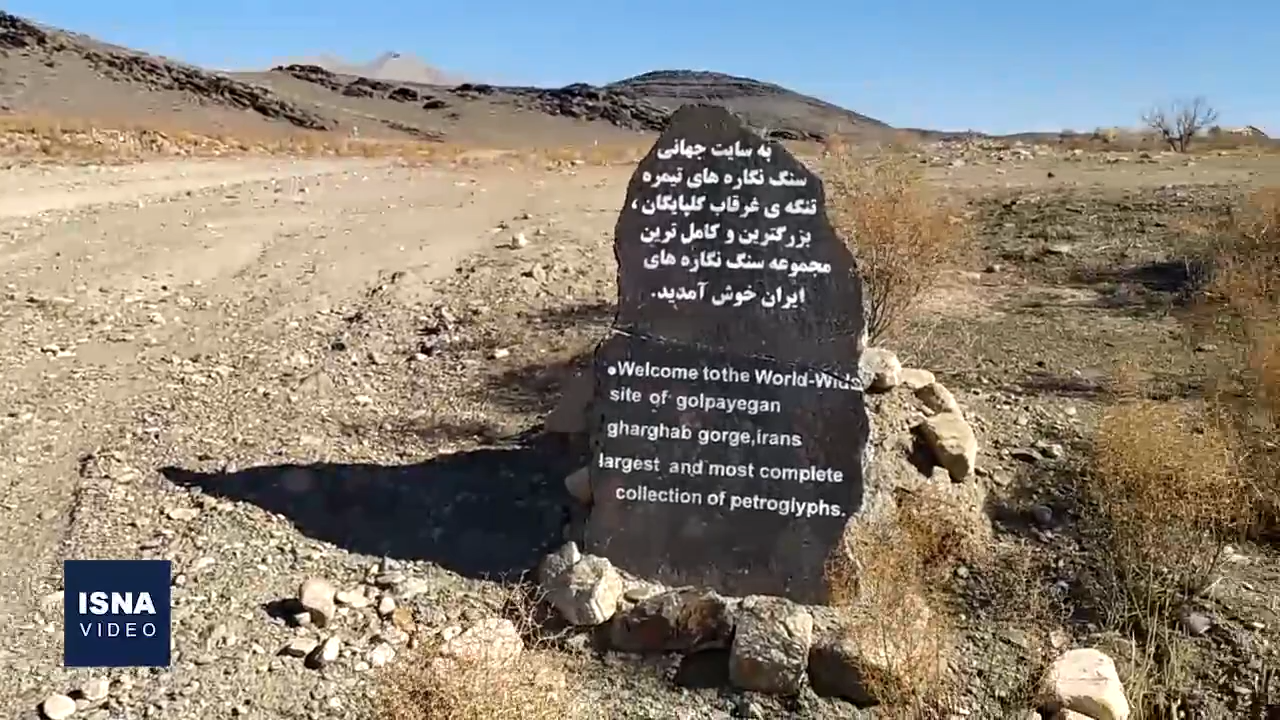 به سایت جهانی
سنگ نگاره های تیمره
تنگه ی غرقاب گلپایگان ،
بزرگترین و کامل ترین
مجموعه سنگ نگاره های
ایران خوش آمدید.
•Welcome tothe World-Wide
site of golpayegan
gharghab gorge,irans
largest and most complete
collection of petroglyphs.
ISNA
VIDEO